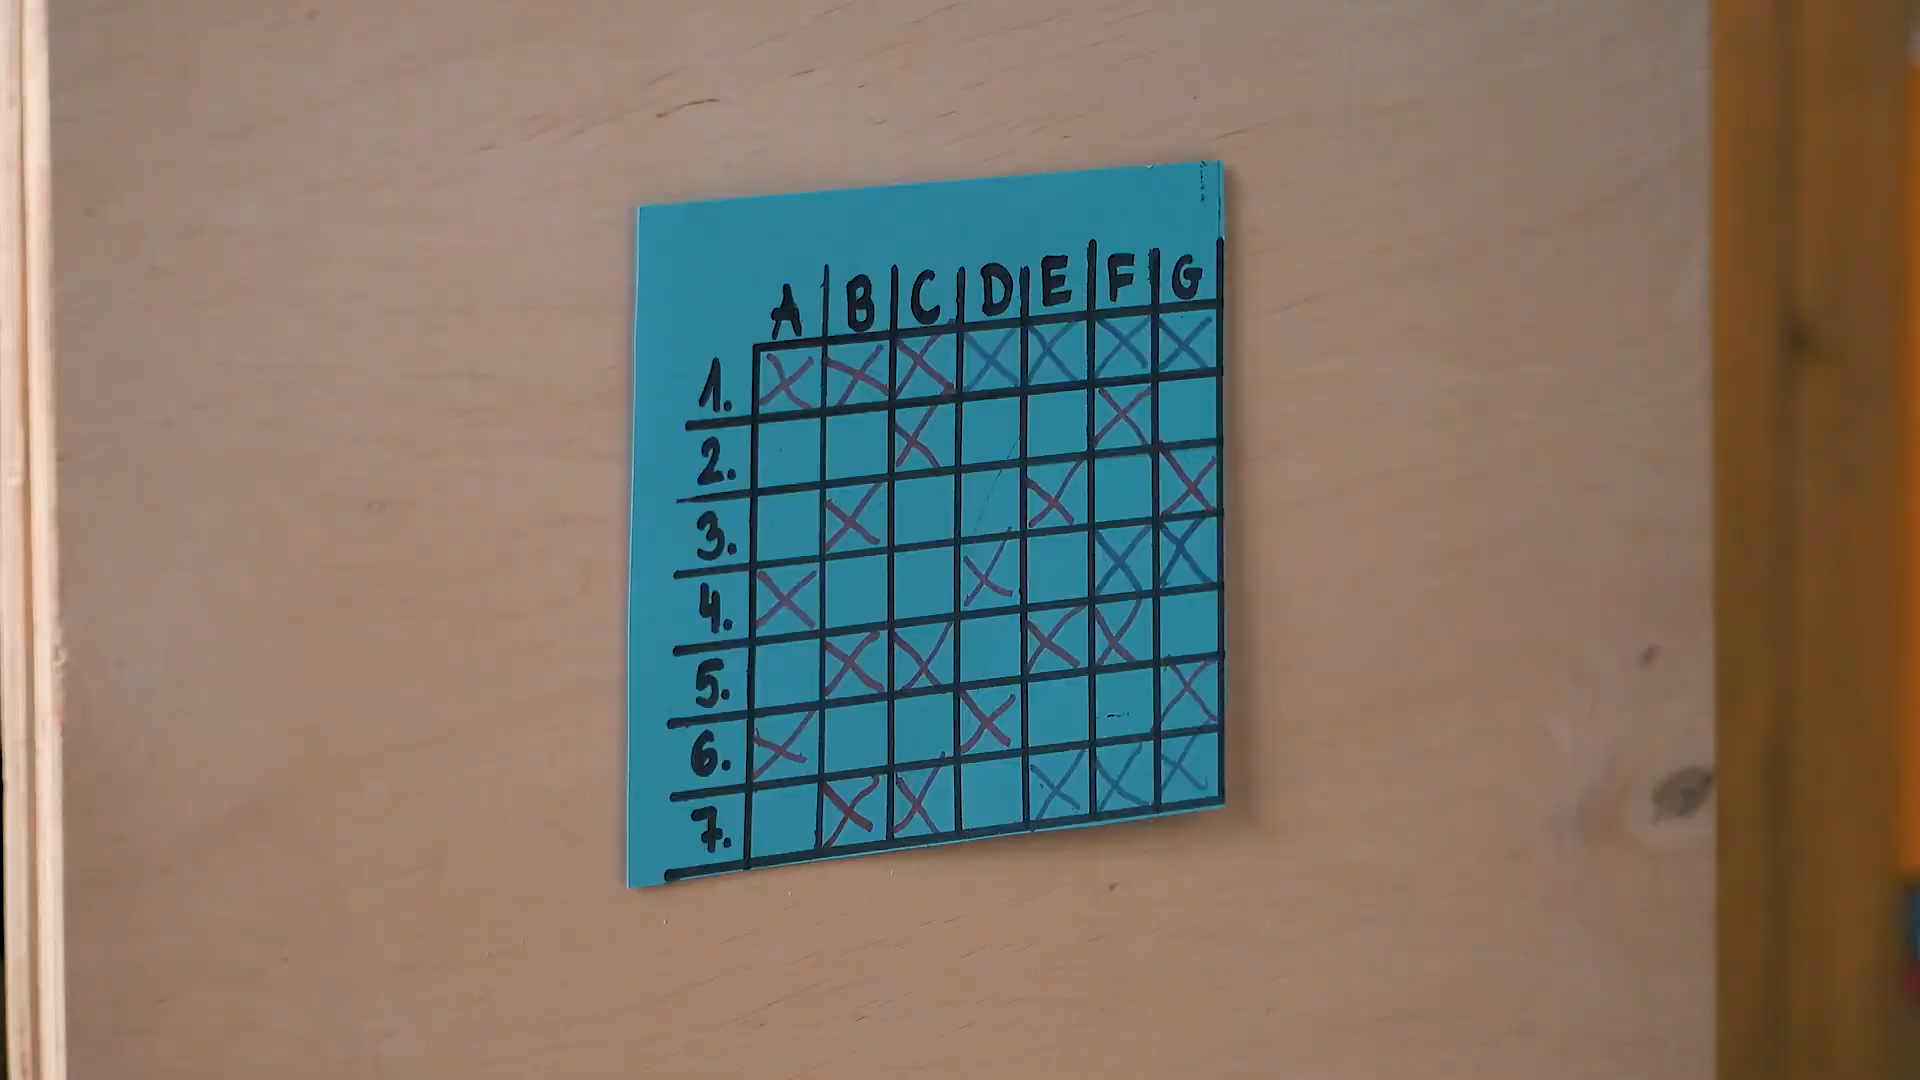 A B C D E F G
1. X X X X X X X
2. X X
3. X X X
4. X X X X
5. X X X X
6. X X X
7. X X X X X